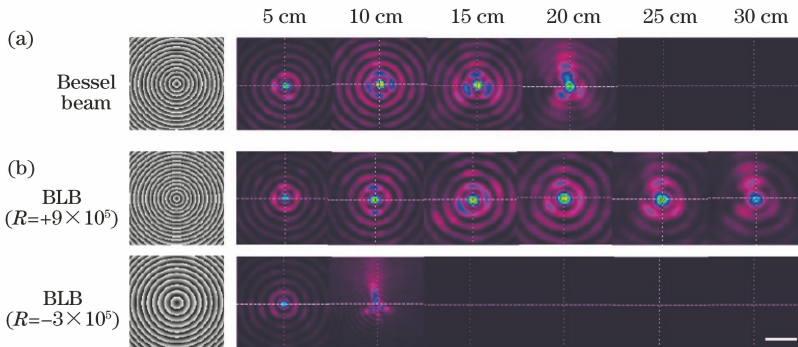 5 cm 10 cm 15 cm 20 cm 25 cm 30 cm
(a)
Bessel
beam
(b)
BLB
(R=+9×10⁵)
BLB
(R=−3×10⁵)